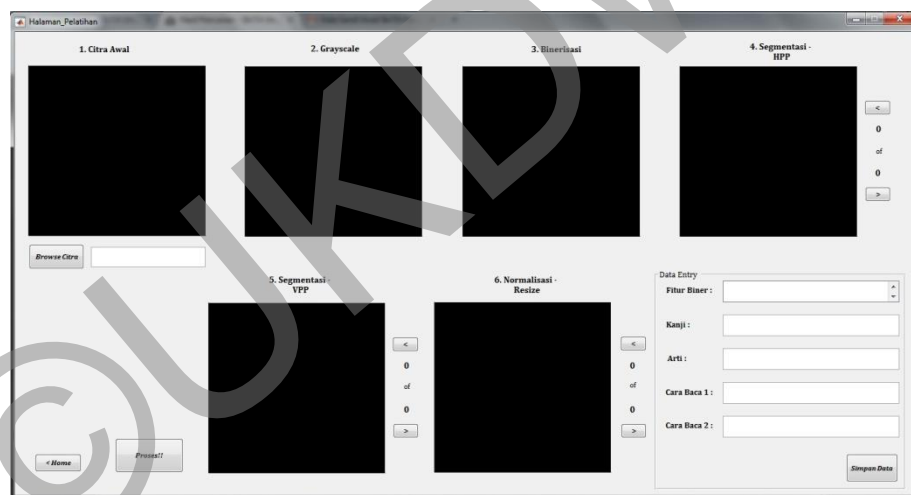 Halaman_Pelatihan
1. Citra Awal
2. Grayscale
3. Binerisasi
4. Segmentasi -
HPP
<
0
of
0
>
Browse Citra
5. Segmentasi -
VPP
<
0
of
0
>
6. Normalisasi -
Resize
<
0
of
0
>
Data Entry
Fitur Biner :
Kanji :
Arti :
Cara Baca 1 :
Cara Baca 2 :
< Home
Proses!!
Simpan Data
©UKDW